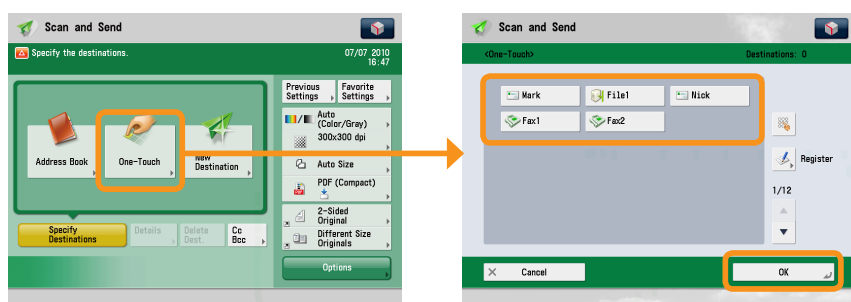 Scan and Send
Specify the destinations.
07/07 2010
16:47
Address Book
One-Touch
New
Destination
Specify
Destinations
Details
Delete
Dest.
Cc
Bcc
Previous
Settings
Favorite
Settings
Auto
(Color/Gray)
300x300 dpi
Auto Size
PDF (Compact)
2-Sided
Original
Different Size
Originals
Options
Scan and Send
<One-Touch>
Destinations: 0
Mark
File1
Nick
Fax1
Fax2
Register
1/12
Cancel
OK